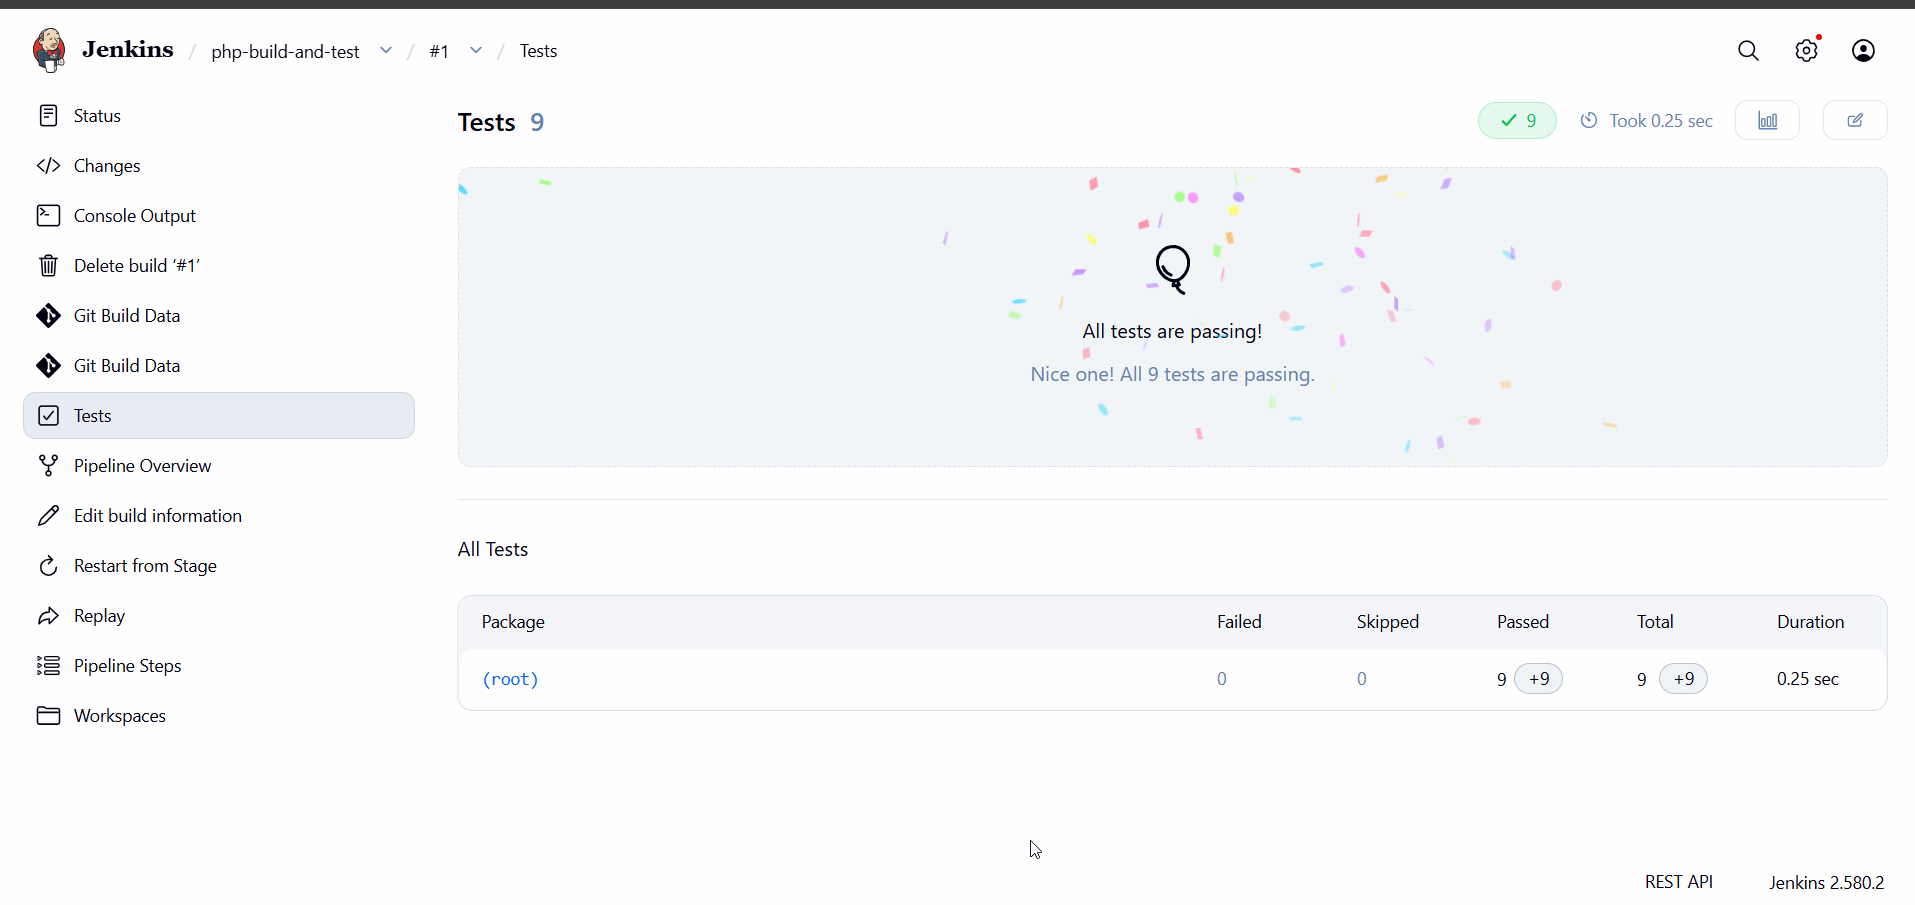 Jenkins / php-build-and-test / #1 / Tests
Status
Changes
Console Output
Delete build ‘#1’
Git Build Data
Git Build Data
Tests
Pipeline Overview
Edit build information
Restart from Stage
Replay
Pipeline Steps
Workspaces
Tests 9
9 Took 0.25 sec
All tests are passing!
Nice one! All 9 tests are passing.
All Tests
Package Failed Skipped Passed Total Duration
(root) 0 0 9 +9 9 +9 0.25 sec
REST API Jenkins 2.580.2